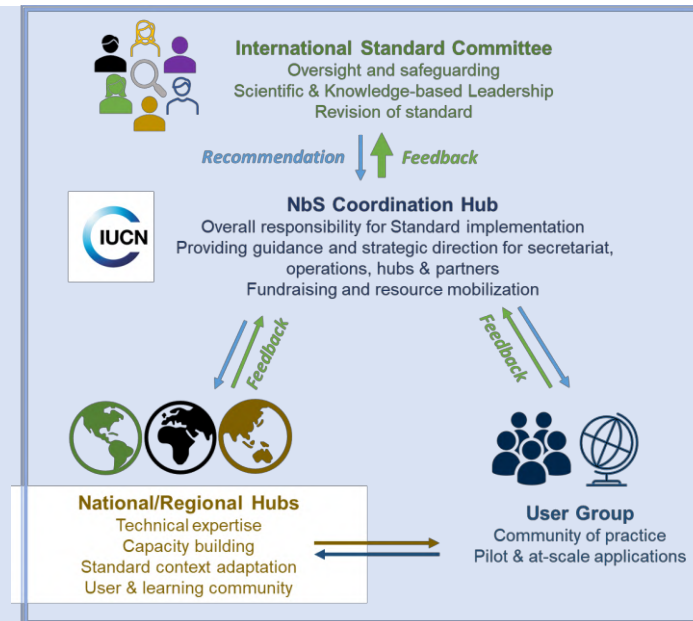 International Standard Committee
Oversight and safeguarding
Scientific & Knowledge-based Leadership
Revision of standard
Recommendation
Feedback
NbS Coordination Hub
Overall responsibility for Standard implementation
Providing guidance and strategic direction for secretariat,
operations, hubs & partners
Fundraising and resource mobilization
IUCN
Feedback
Feedback
National/Regional Hubs
Technical expertise
Capacity building
Standard context adaptation
User & learning community
User Group
Community of practice
Pilot & at-scale applications